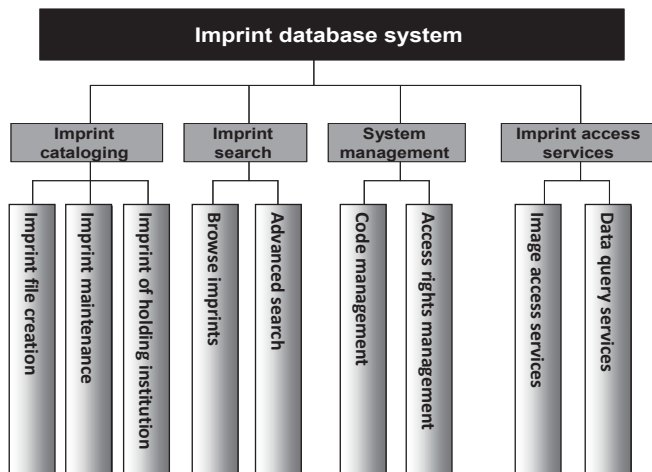 Imprint database system
Imprint
cataloging
Imprint
search
System
management
Imprint access
services
Imprint file creation
Imprint maintenance
Imprint of holding institution
Browse imprints
Advanced search
Code management
Access rights management
Image access services
Data query services